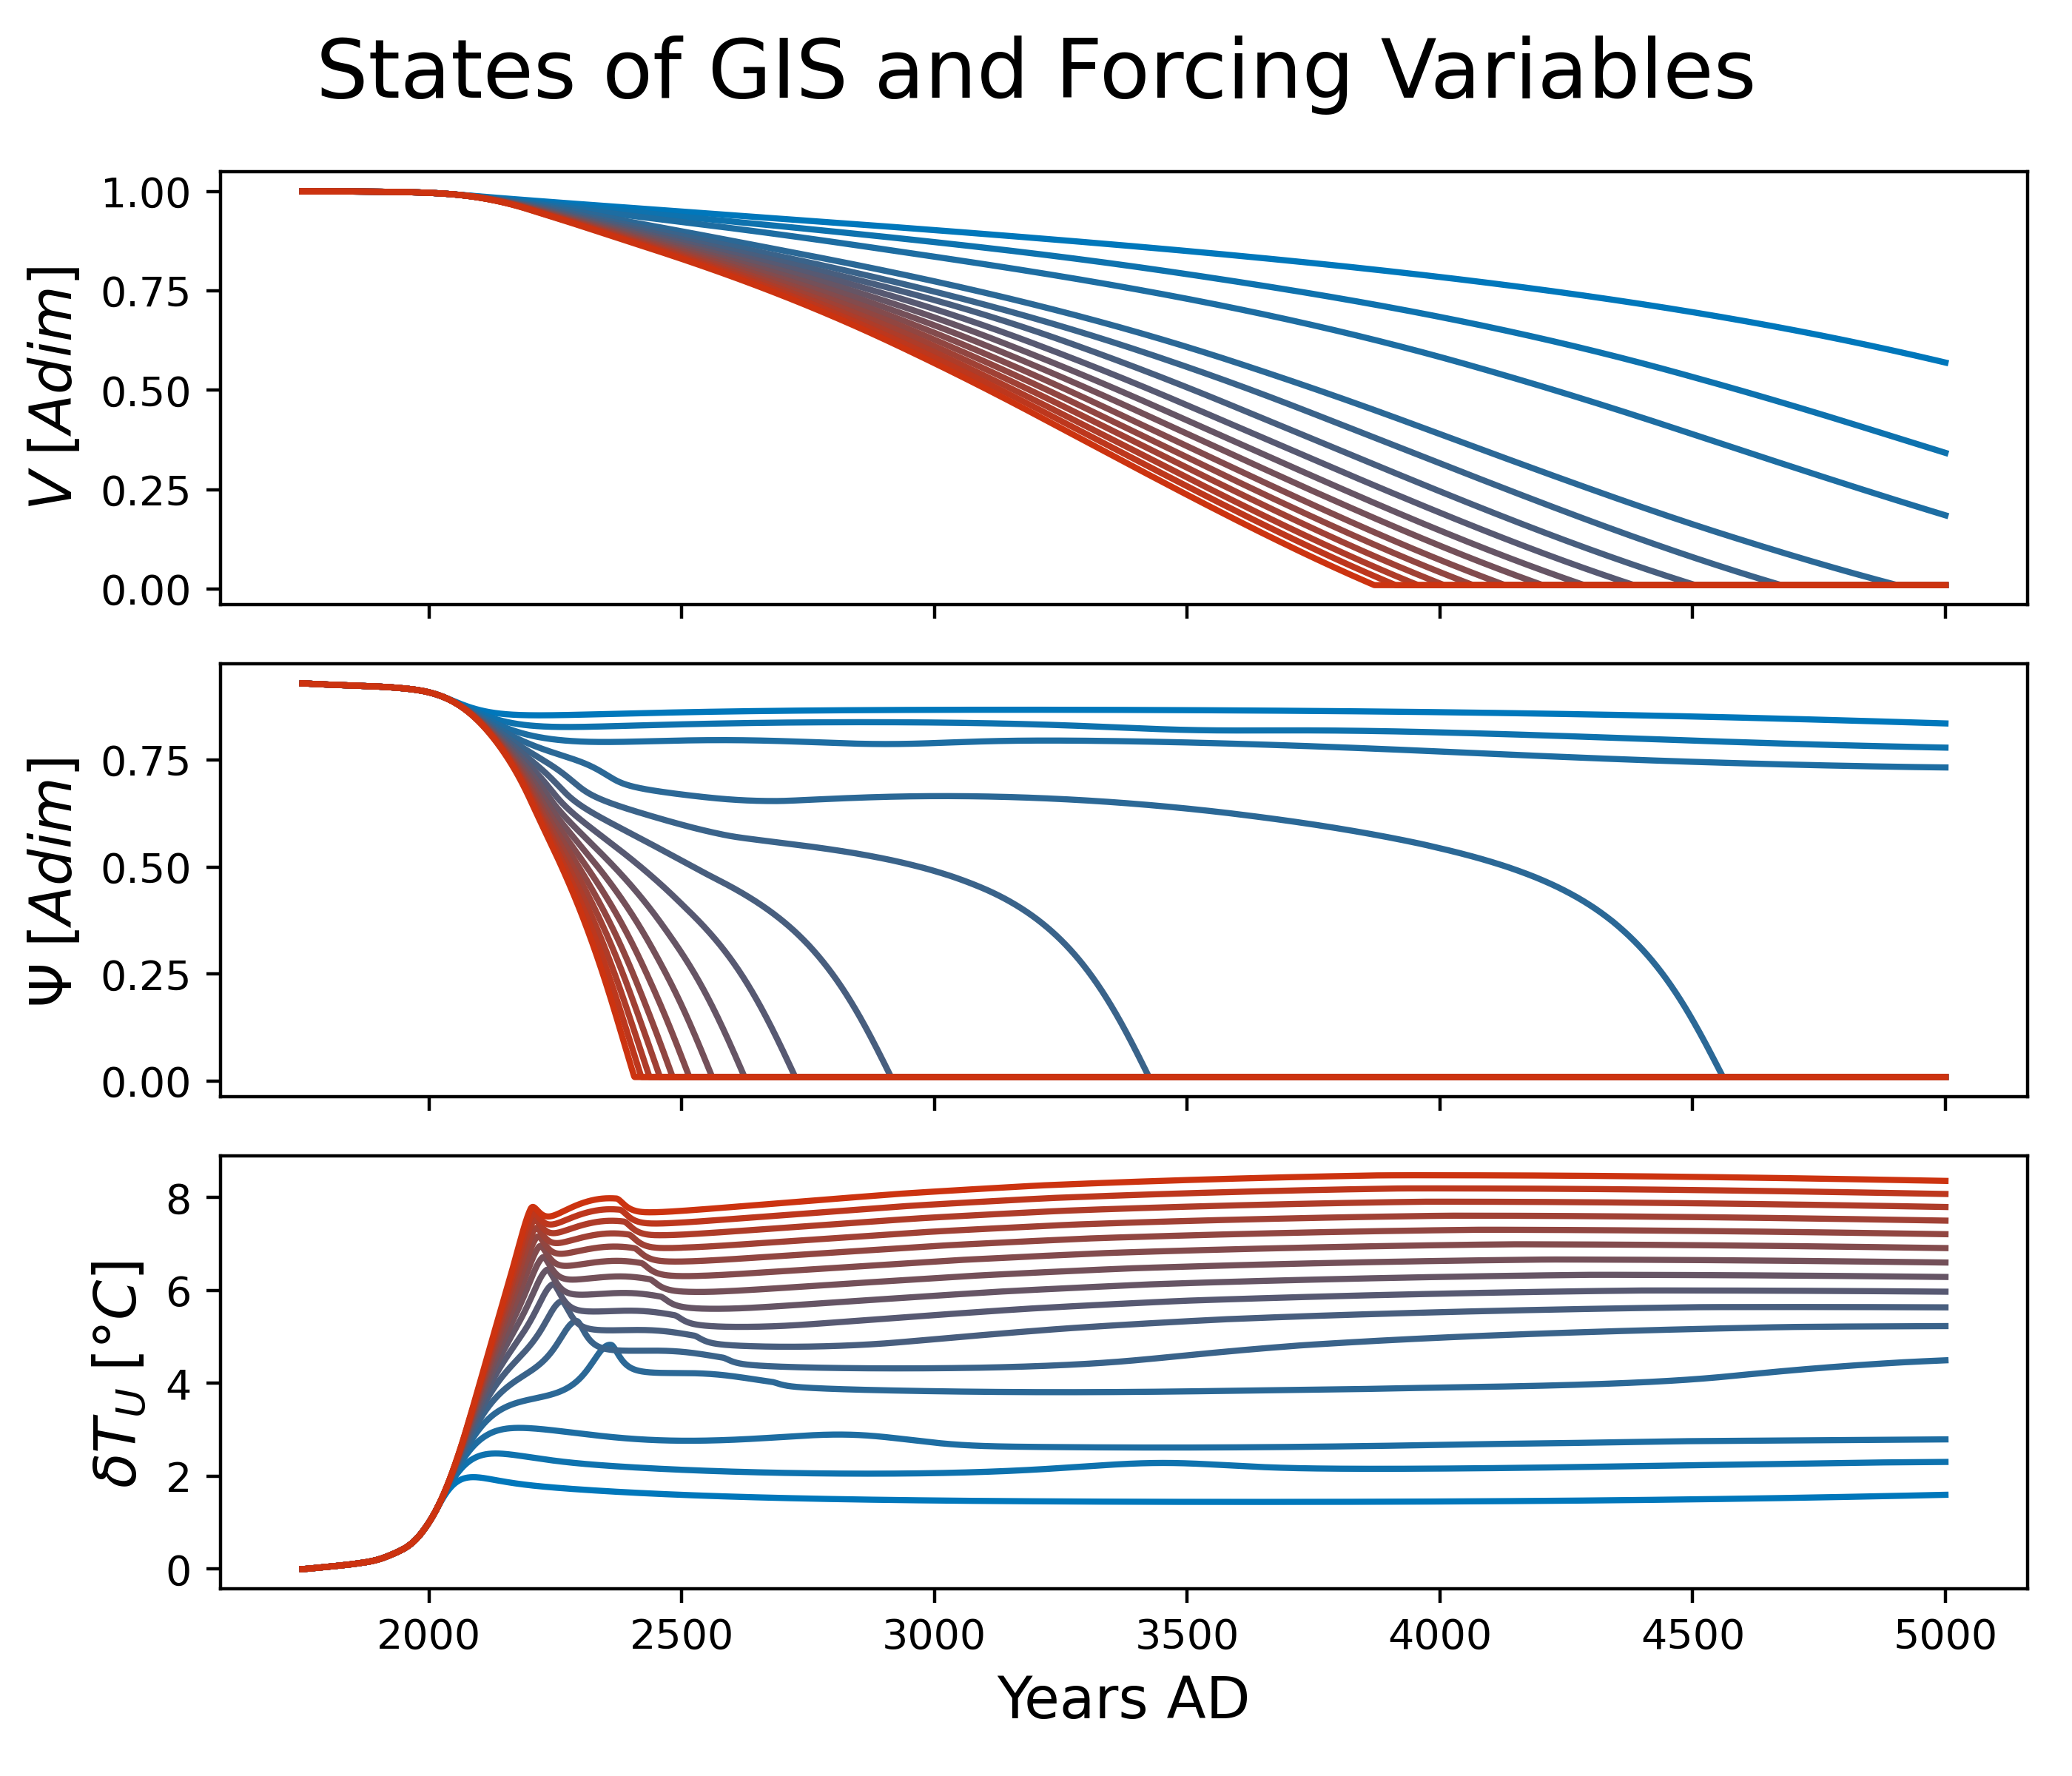 States of GIS and Forcing Variables
V [Adim]
1.00
0.75
0.50
0.25
0.00
Ψ [Adim]
0.75
0.50
0.25
0.00
δT_U [°C]
8
6
4
2
0
2000 2500 3000 3500 4000 4500 5000
Years AD